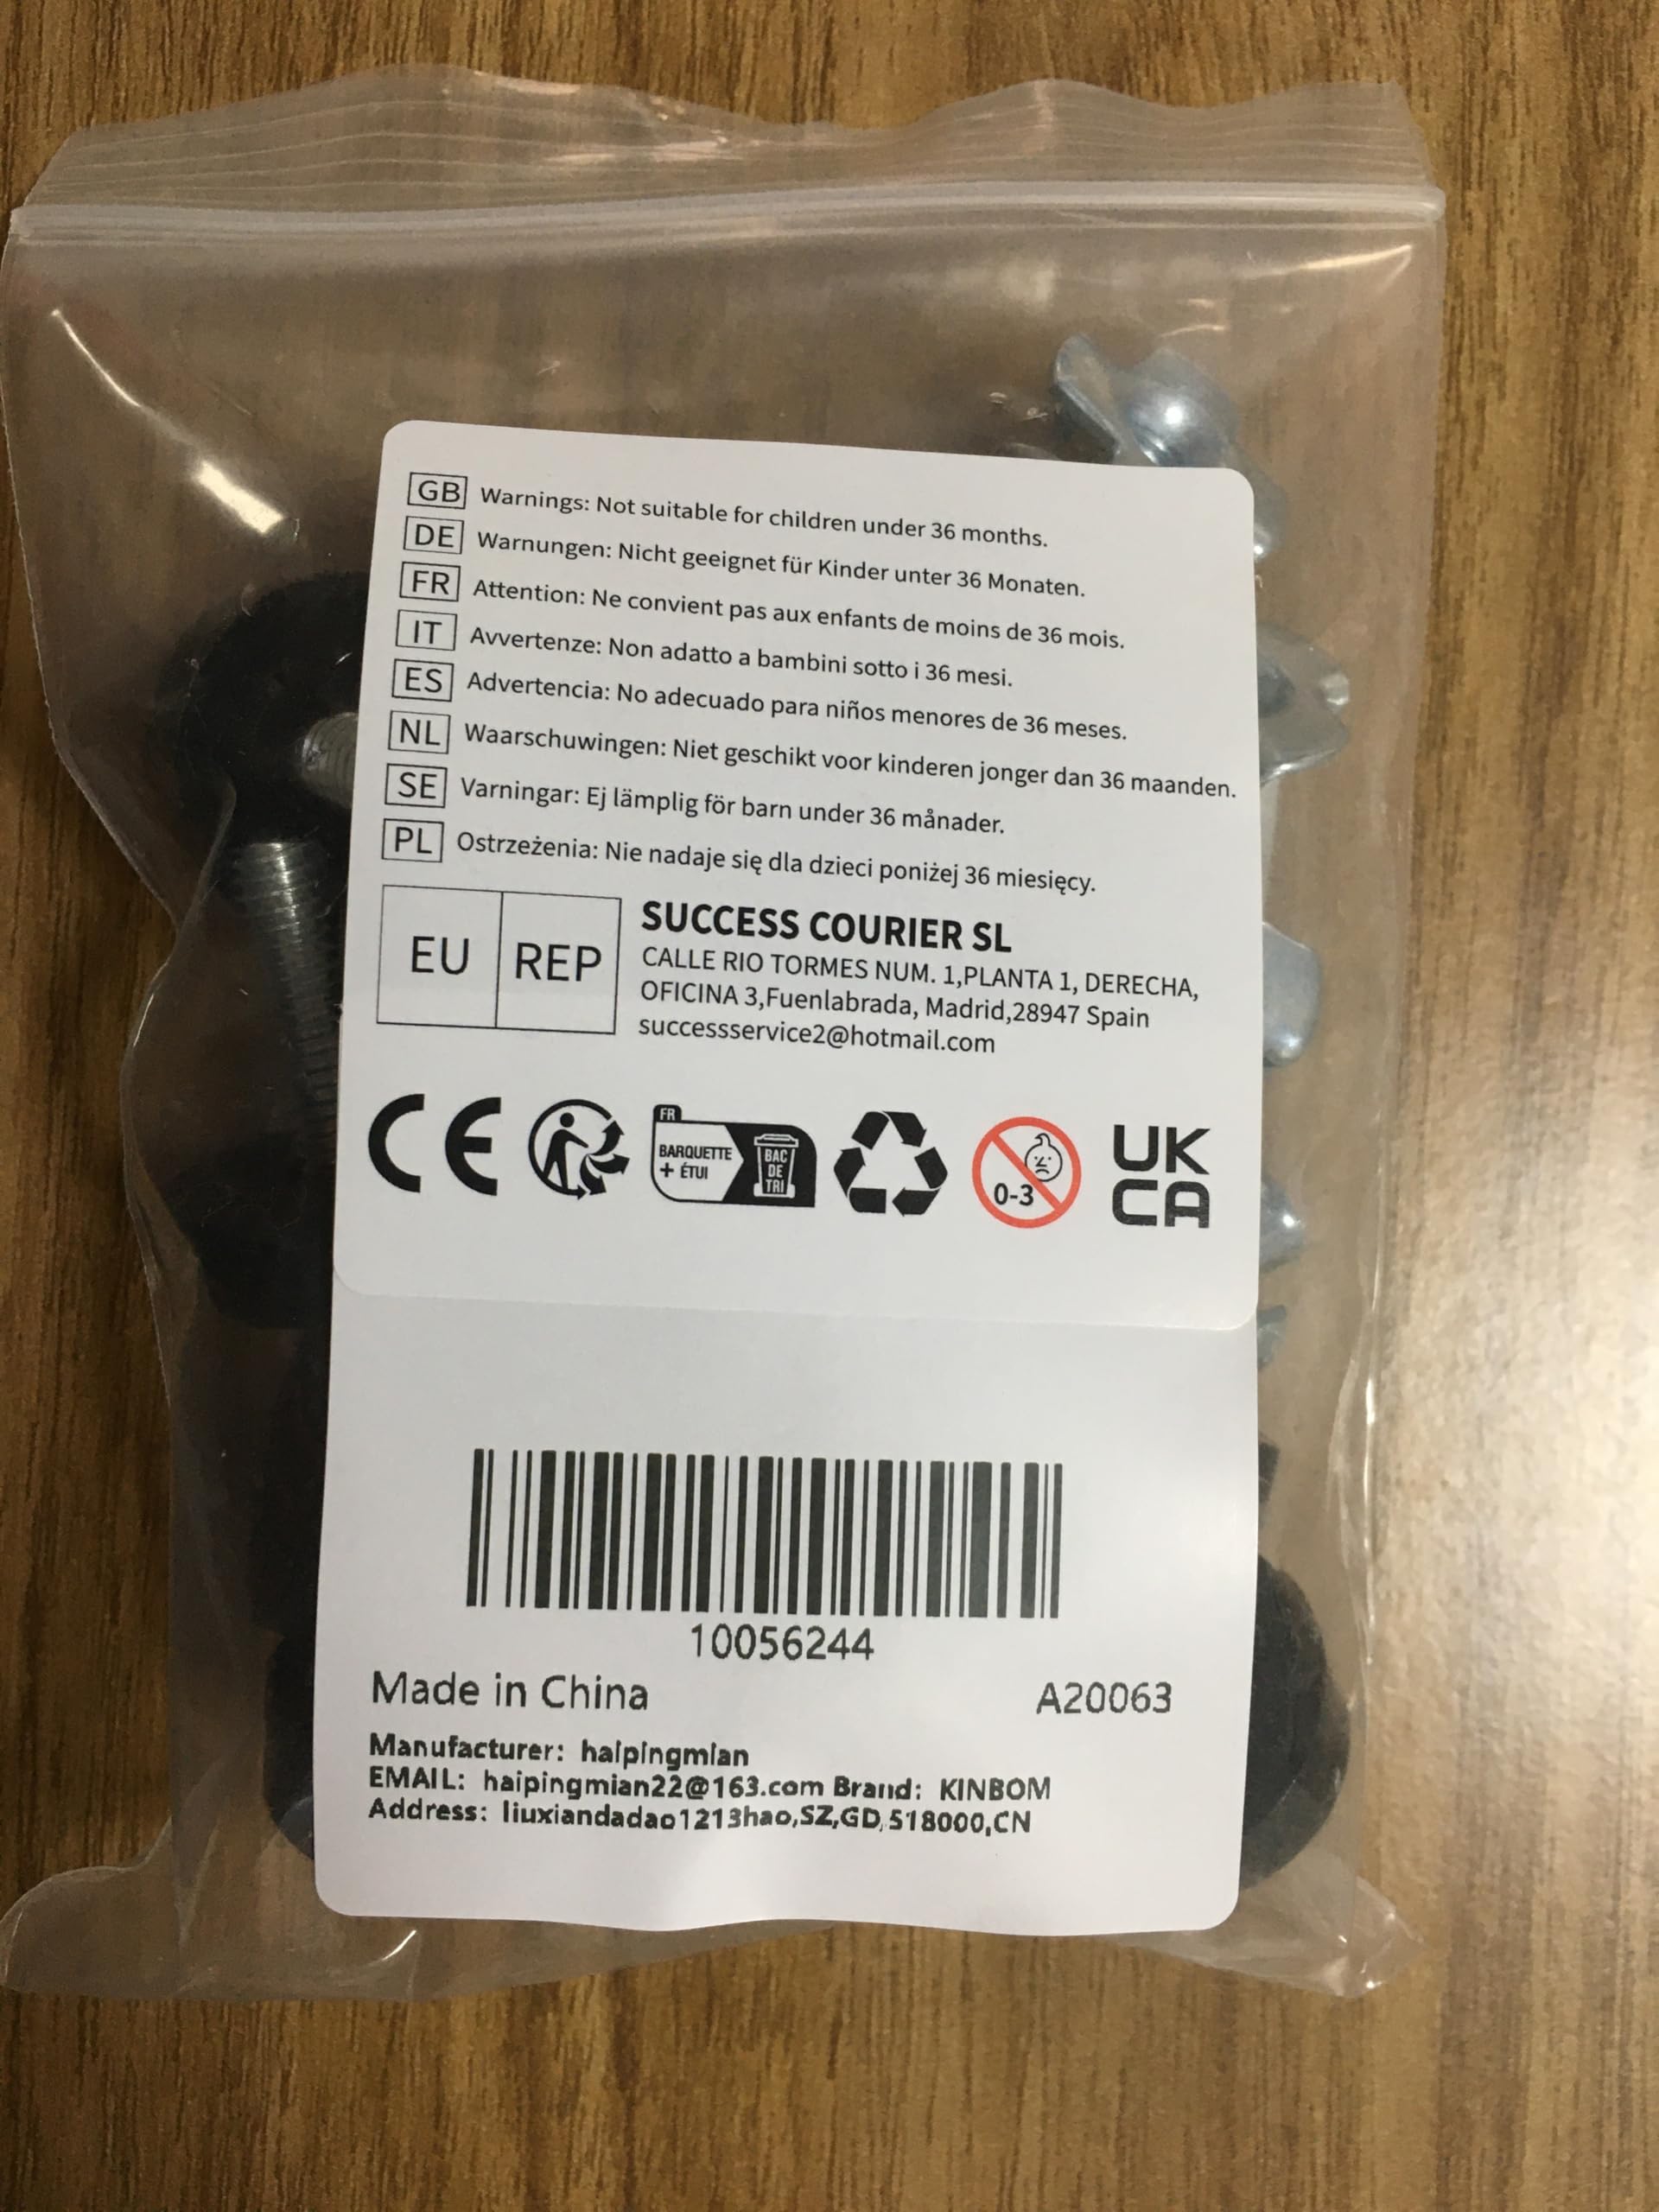 GB Warnings: Not suitable for children under 36 months.
DE Warnungen: Nicht geeignet für Kinder unter 36 Monaten.
FR Attention: Ne convient pas aux enfants de moins de 36 mois.
IT Avvertenze: Non adatto a bambini sotto i 36 mesi.
ES Advertencia: No adecuado para niños menores de 36 meses.
NL Waarschuwingen: Niet geschikt voor kinderen jonger dan 36 maanden.
SE Varningar: Ej lämplig för barn under 36 månader.
PL Ostrzeżenia: Nie nadaje się dla dzieci poniżej 36 miesięcy.
EU REP
SUCCESS COURIER SL
CALLE RIO TORMES NUM. 1,PLANTA 1, DERECHA,
OFICINA 3,Fuenlabrada, Madrid,28947 Spain
successservice2@hotmail.com
CE
FR
BARQUETTE
+ ÉTUI
BAC
DE
TRI
0-3
UK
CA
10056244
Made in China A20063
Manufacturer: haipingmian
EMAIL: haipingmian22@163.com Brand: KINBOM
Address: liuxiandadao1213hao,SZ,GD,518000,CN